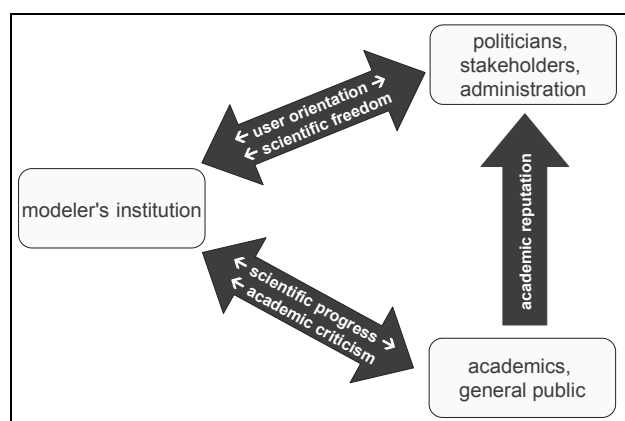 politicians,
stakeholders,
administration
← user orientation →
← scientific freedom
modeler's institution
academic reputation
← scientific progress →
← academic criticism
academics,
general public